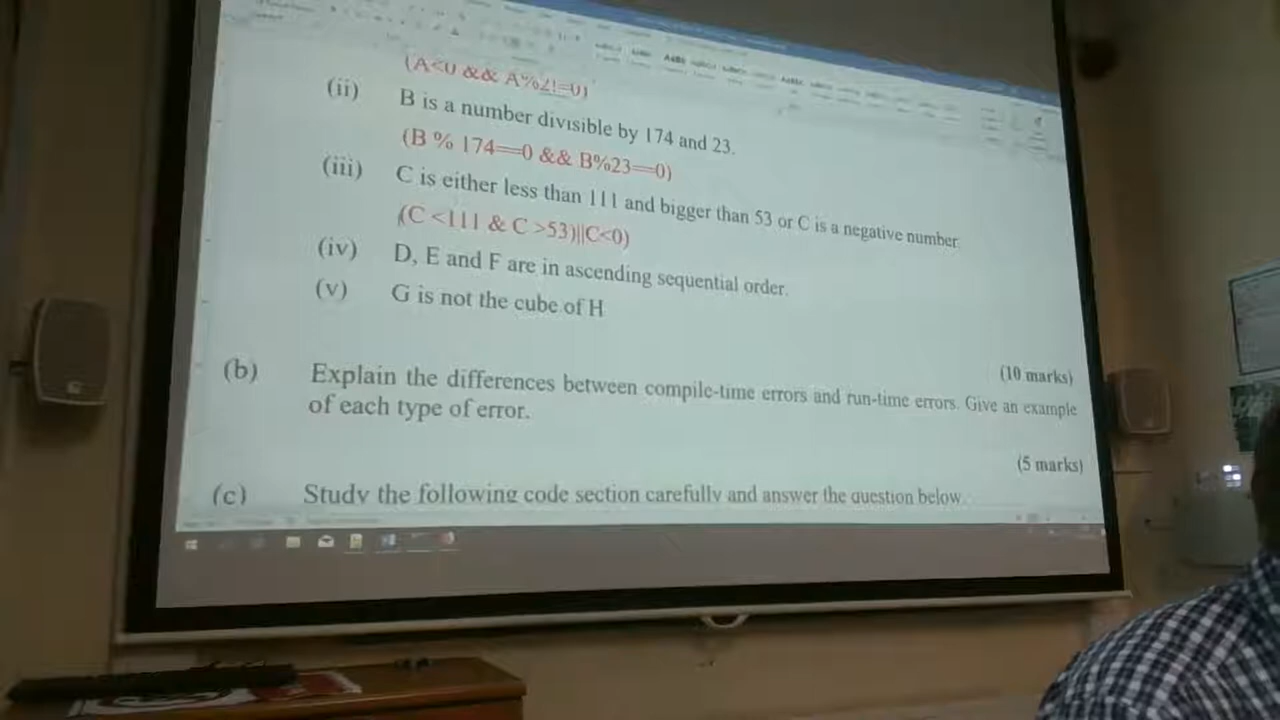 (A<0 && A%2!=0)
(ii) B is a number divisible by 174 and 23.
(B % 174==0 && B%23==0)
(iii) C is either less than 111 and bigger than 53 or C is a negative number
(C <111 & C >53)||C<0)
(iv) D, E and F are in ascending sequential order.
(v) G is not the cube of H
(10 marks)
(b) Explain the differences between compile-time errors and run-time errors. Give an example
of each type of error.
(5 marks)
(c) Study the following code section carefully and answer the question below.